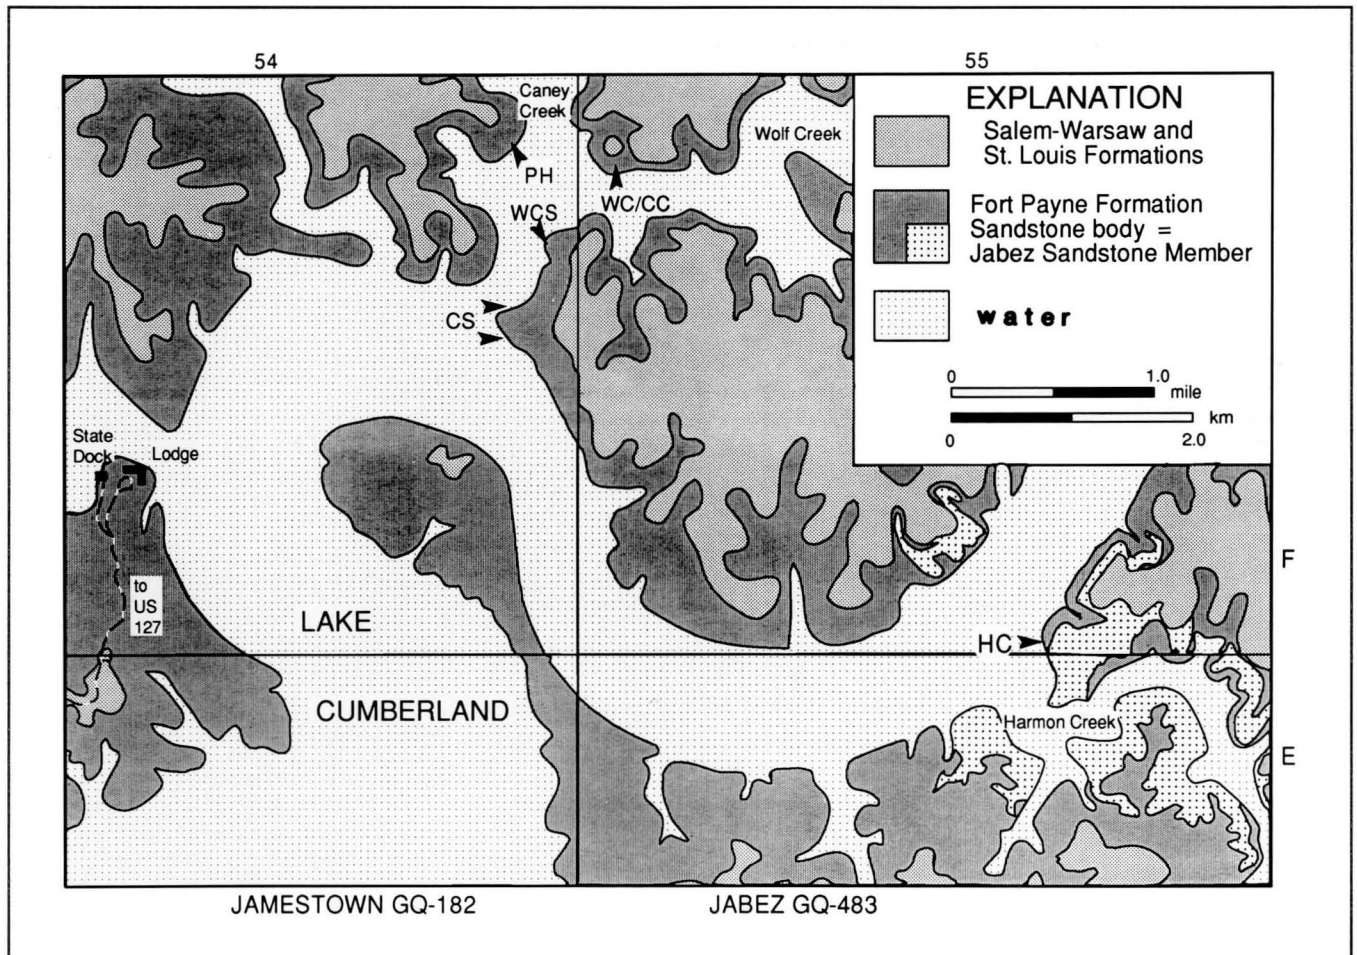 54
55
Caney
Creek
Wolf Creek
EXPLANATION
Salem-Warsaw and
St. Louis Formations
PH
WC/CC
WCS
Fort Payne Formation
Sandstone body =
Jabez Sandstone Member
CS
water
0 1.0
mile
km
0 2.0
State
Dock
Lodge
F
to
US
127
LAKE
HC
CUMBERLAND
Harmon Creek
E
JAMESTOWN GQ-182
JABEZ GQ-483